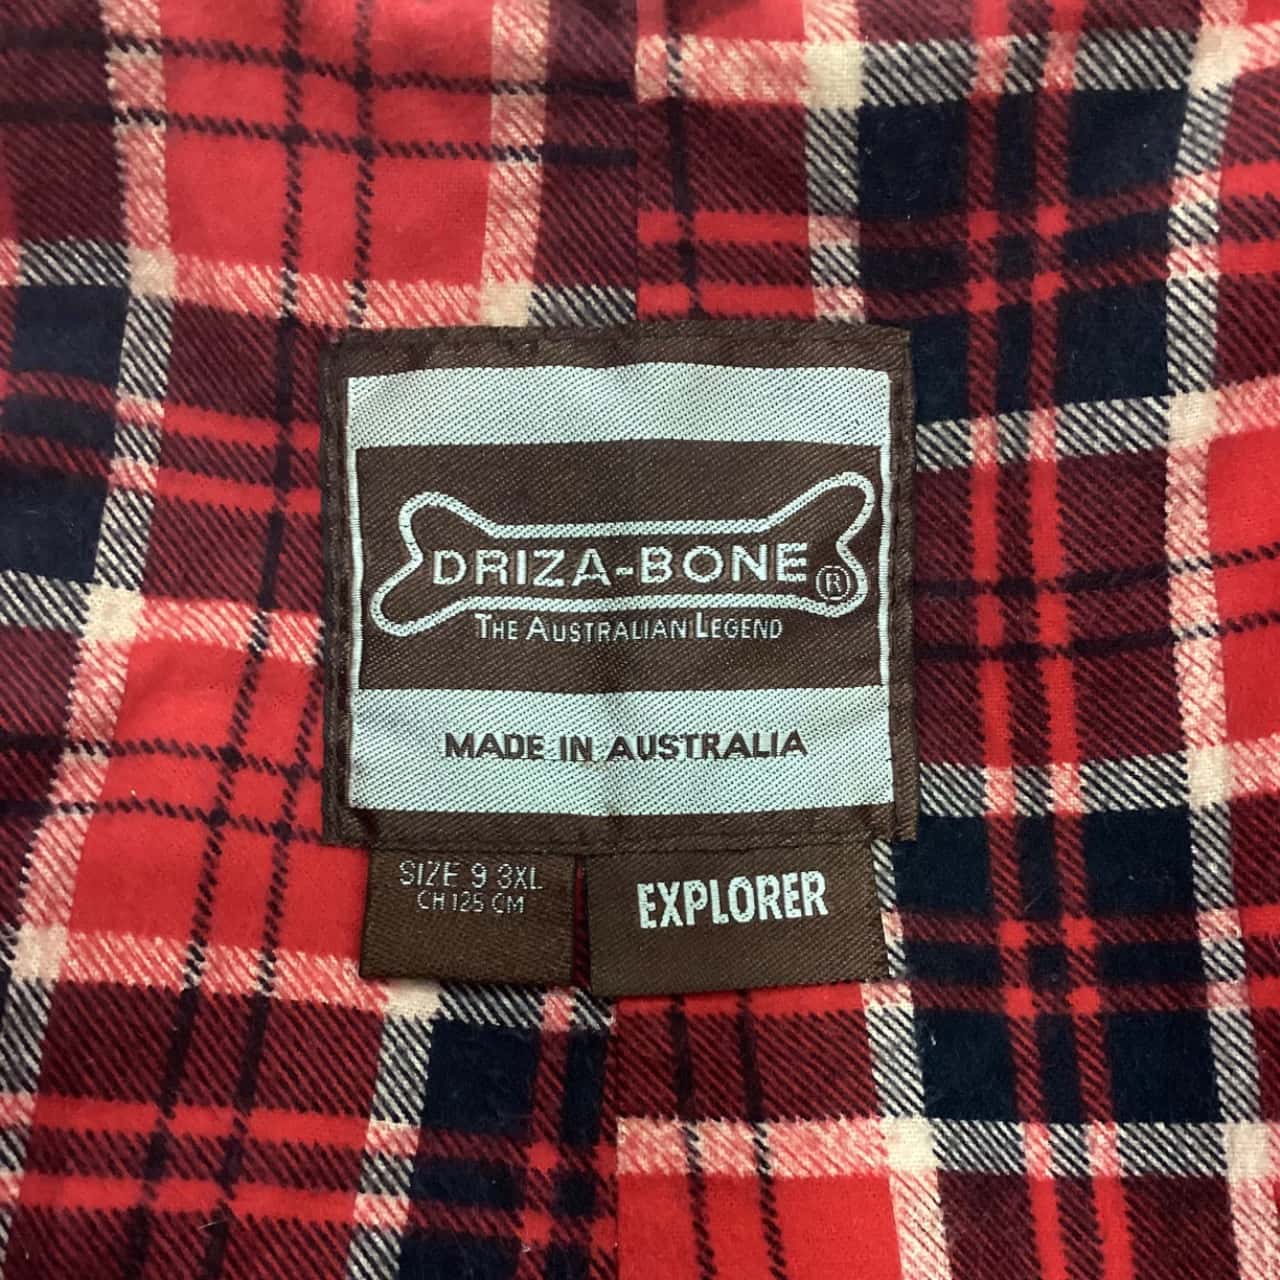 DRIZA-BONE ®
THE AUSTRALIAN LEGEND
MADE IN AUSTRALIA
SIZE 9 3XL
CH 125 CM
EXPLORER